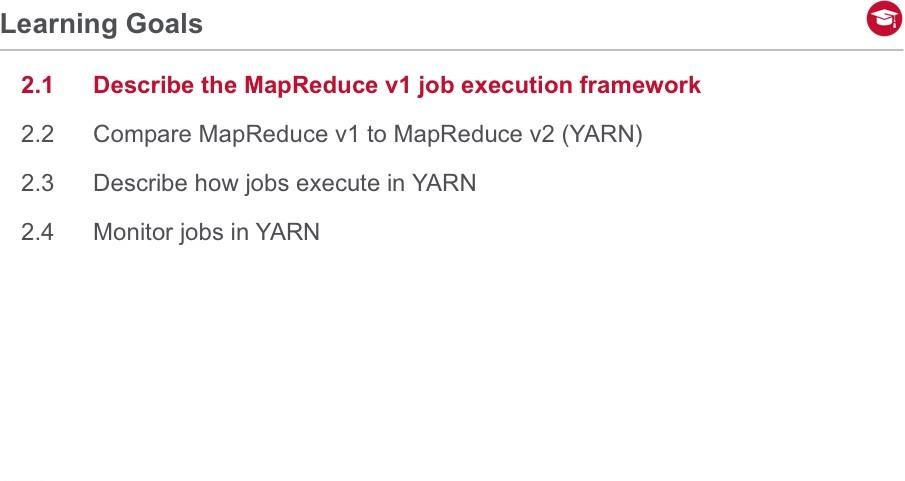 Learning Goals
2.1 Describe the MapReduce v1 job execution framework
2.2 Compare MapReduce v1 to MapReduce v2 (YARN)
2.3 Describe how jobs execute in YARN
2.4 Monitor jobs in YARN